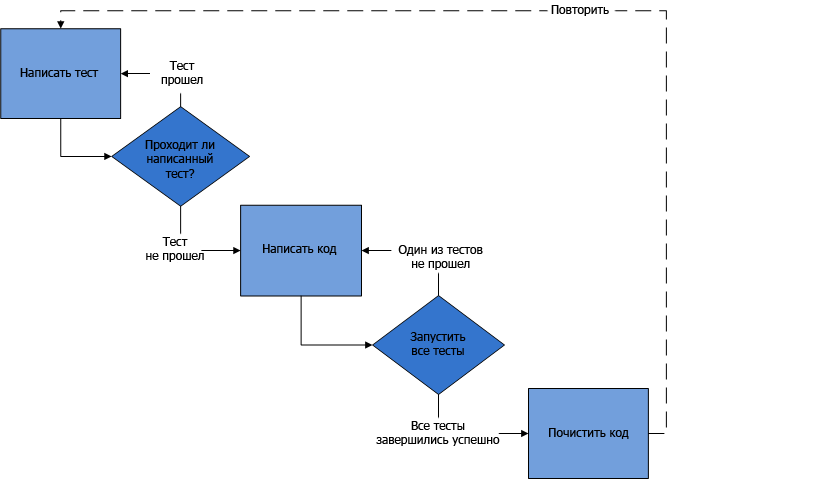 Повторить
Написать тест
Тест
прошел
Проходит ли
написанный
тест?
Тест
не прошел
Написать код
Один из тестов
не прошел
Запустить
все тесты
Все тесты
завершились успешно
Почистить код